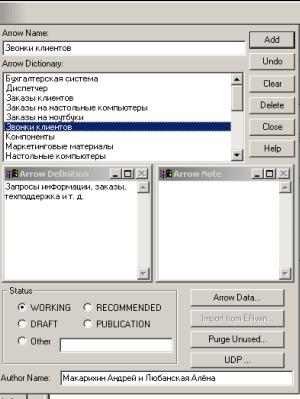 Arrow Name:
Звонки клиентов
Add
Arrow Dictionary:
Undo
Бухгалтерская система
Диспетчер
Заказы клиентов
Заказы на настольные компьютеры
Заказы на ноутбуки
Звонки клиентов
Компоненты
Маркетинговые материалы
Настольные компьютеры
Clear
Delete
Close
Help
Arrow Definition
Запросы информации, заказы,
техподдержка и т. д.
Arrow Note
Status
WORKING RECOMMENDED
DRAFT PUBLICATION
Other
Arrow Data...
Import from ERwin...
Purge Unused...
UDP ...
Author Name: Макарихин Андрей и Любанская Алёна